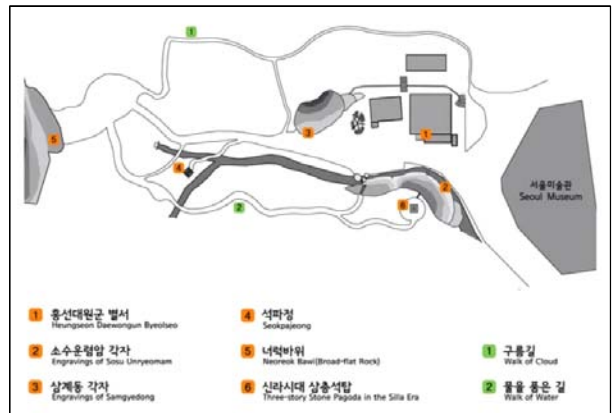 1
5
3
1
4
2
서울미술관
Seoul Museum
6
2
1 흥선대원군 별서
Heungseon Daewongun Byeolseo
2 소수운렴암 각자
Engravings of Sosu Unryeomam
3 삼계동 각자
Engravings of Samgyedong
4 석파정
Seokpajeong
5 너럭바위
Neoreok Bawi(Broad-flat Rock)
6 신라시대 삼층석탑
Three-story Stone Pagoda in the Silla Era
1 구름길
Walk of Cloud
2 물을 품은 길
Walk of Water